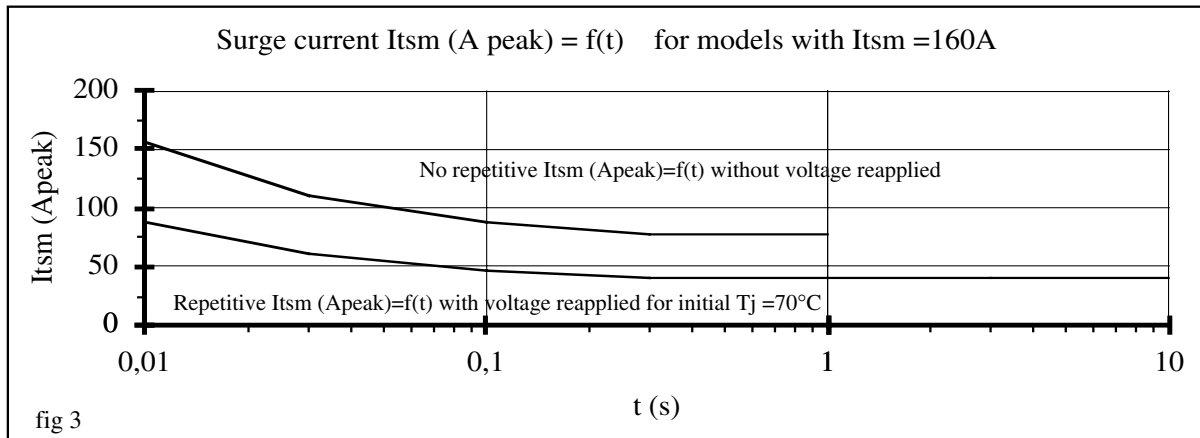 Surge current Itsm (A peak) = f(t) for models with Itsm =160A
200
150
100
50
0
Itsm (Apeak)
No repetitive Itsm (Apeak)=f(t) without voltage reapplied
Repetitive Itsm (Apeak)=f(t) with voltage reapplied for initial Tj =70°C
0,01 0,1 1 10
t (s)
fig 3